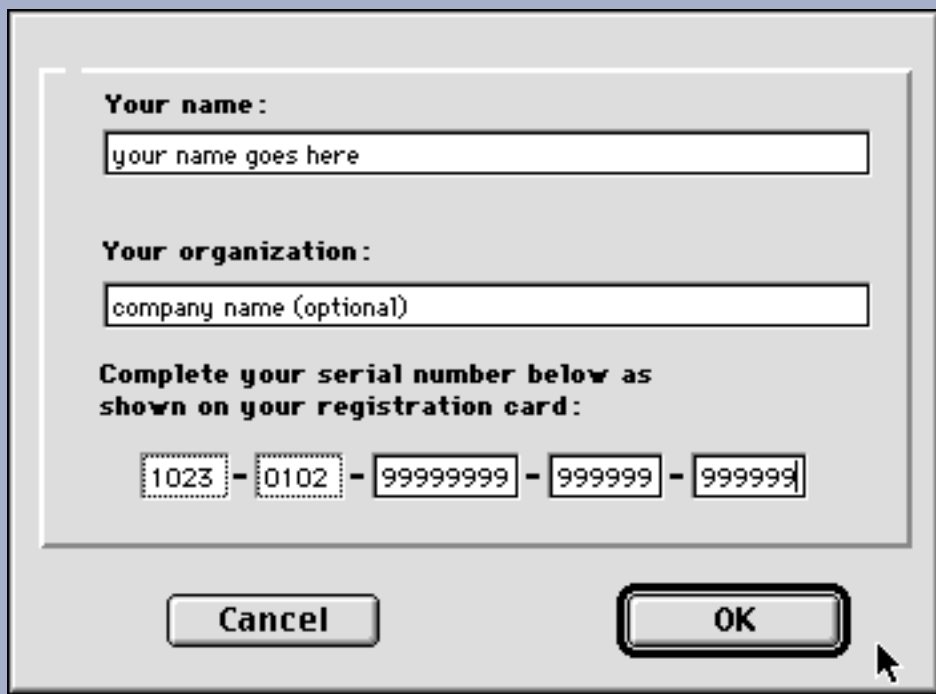 Your name:
your name goes here
Your organization:
company name (optional)
Complete your serial number below as
shown on your registration card:
1023 - 0102 - 99999999 - 999999 - 999999
Cancel OK